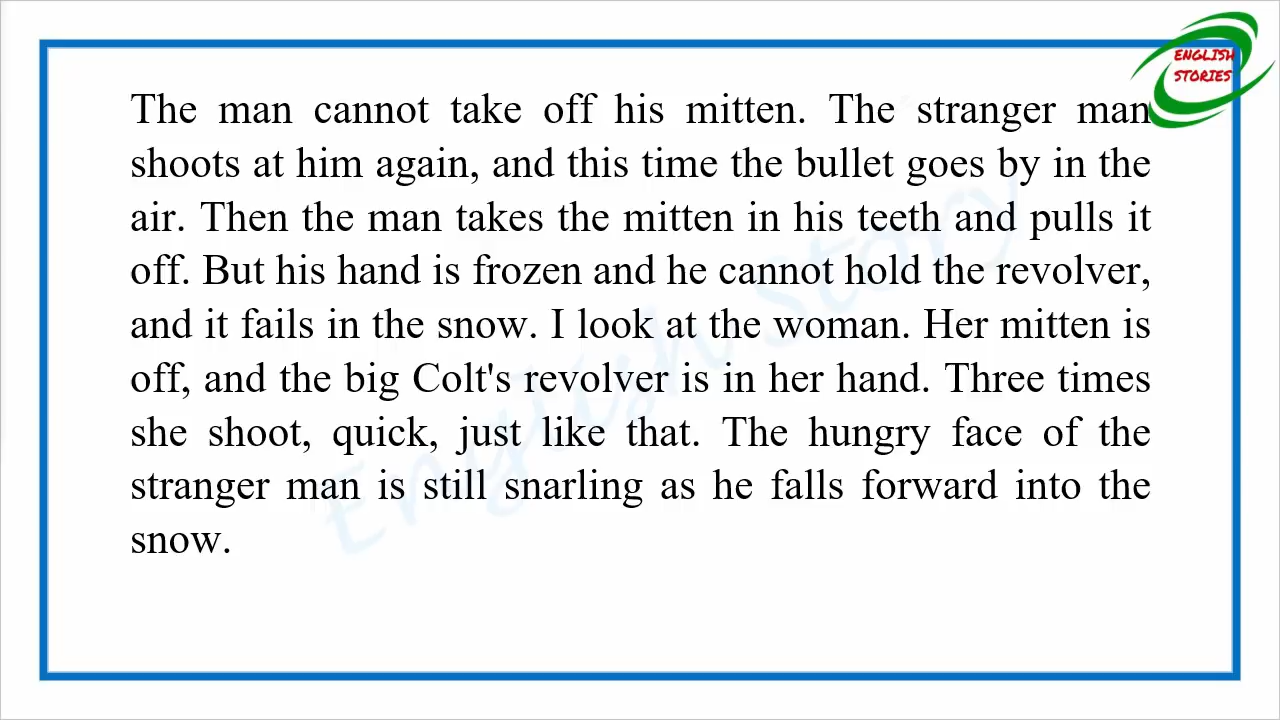 ENGLISH
STORIES
The man cannot take off his mitten. The stranger man
shoots at him again, and this time the bullet goes by in the
air. Then the man takes the mitten in his teeth and pulls it
off. But his hand is frozen and he cannot hold the revolver,
and it fails in the snow. I look at the woman. Her mitten is
off, and the big Colt's revolver is in her hand. Three times
she shoot, quick, just like that. The hungry face of the
stranger man is still snarling as he falls forward into the
snow.
English Story